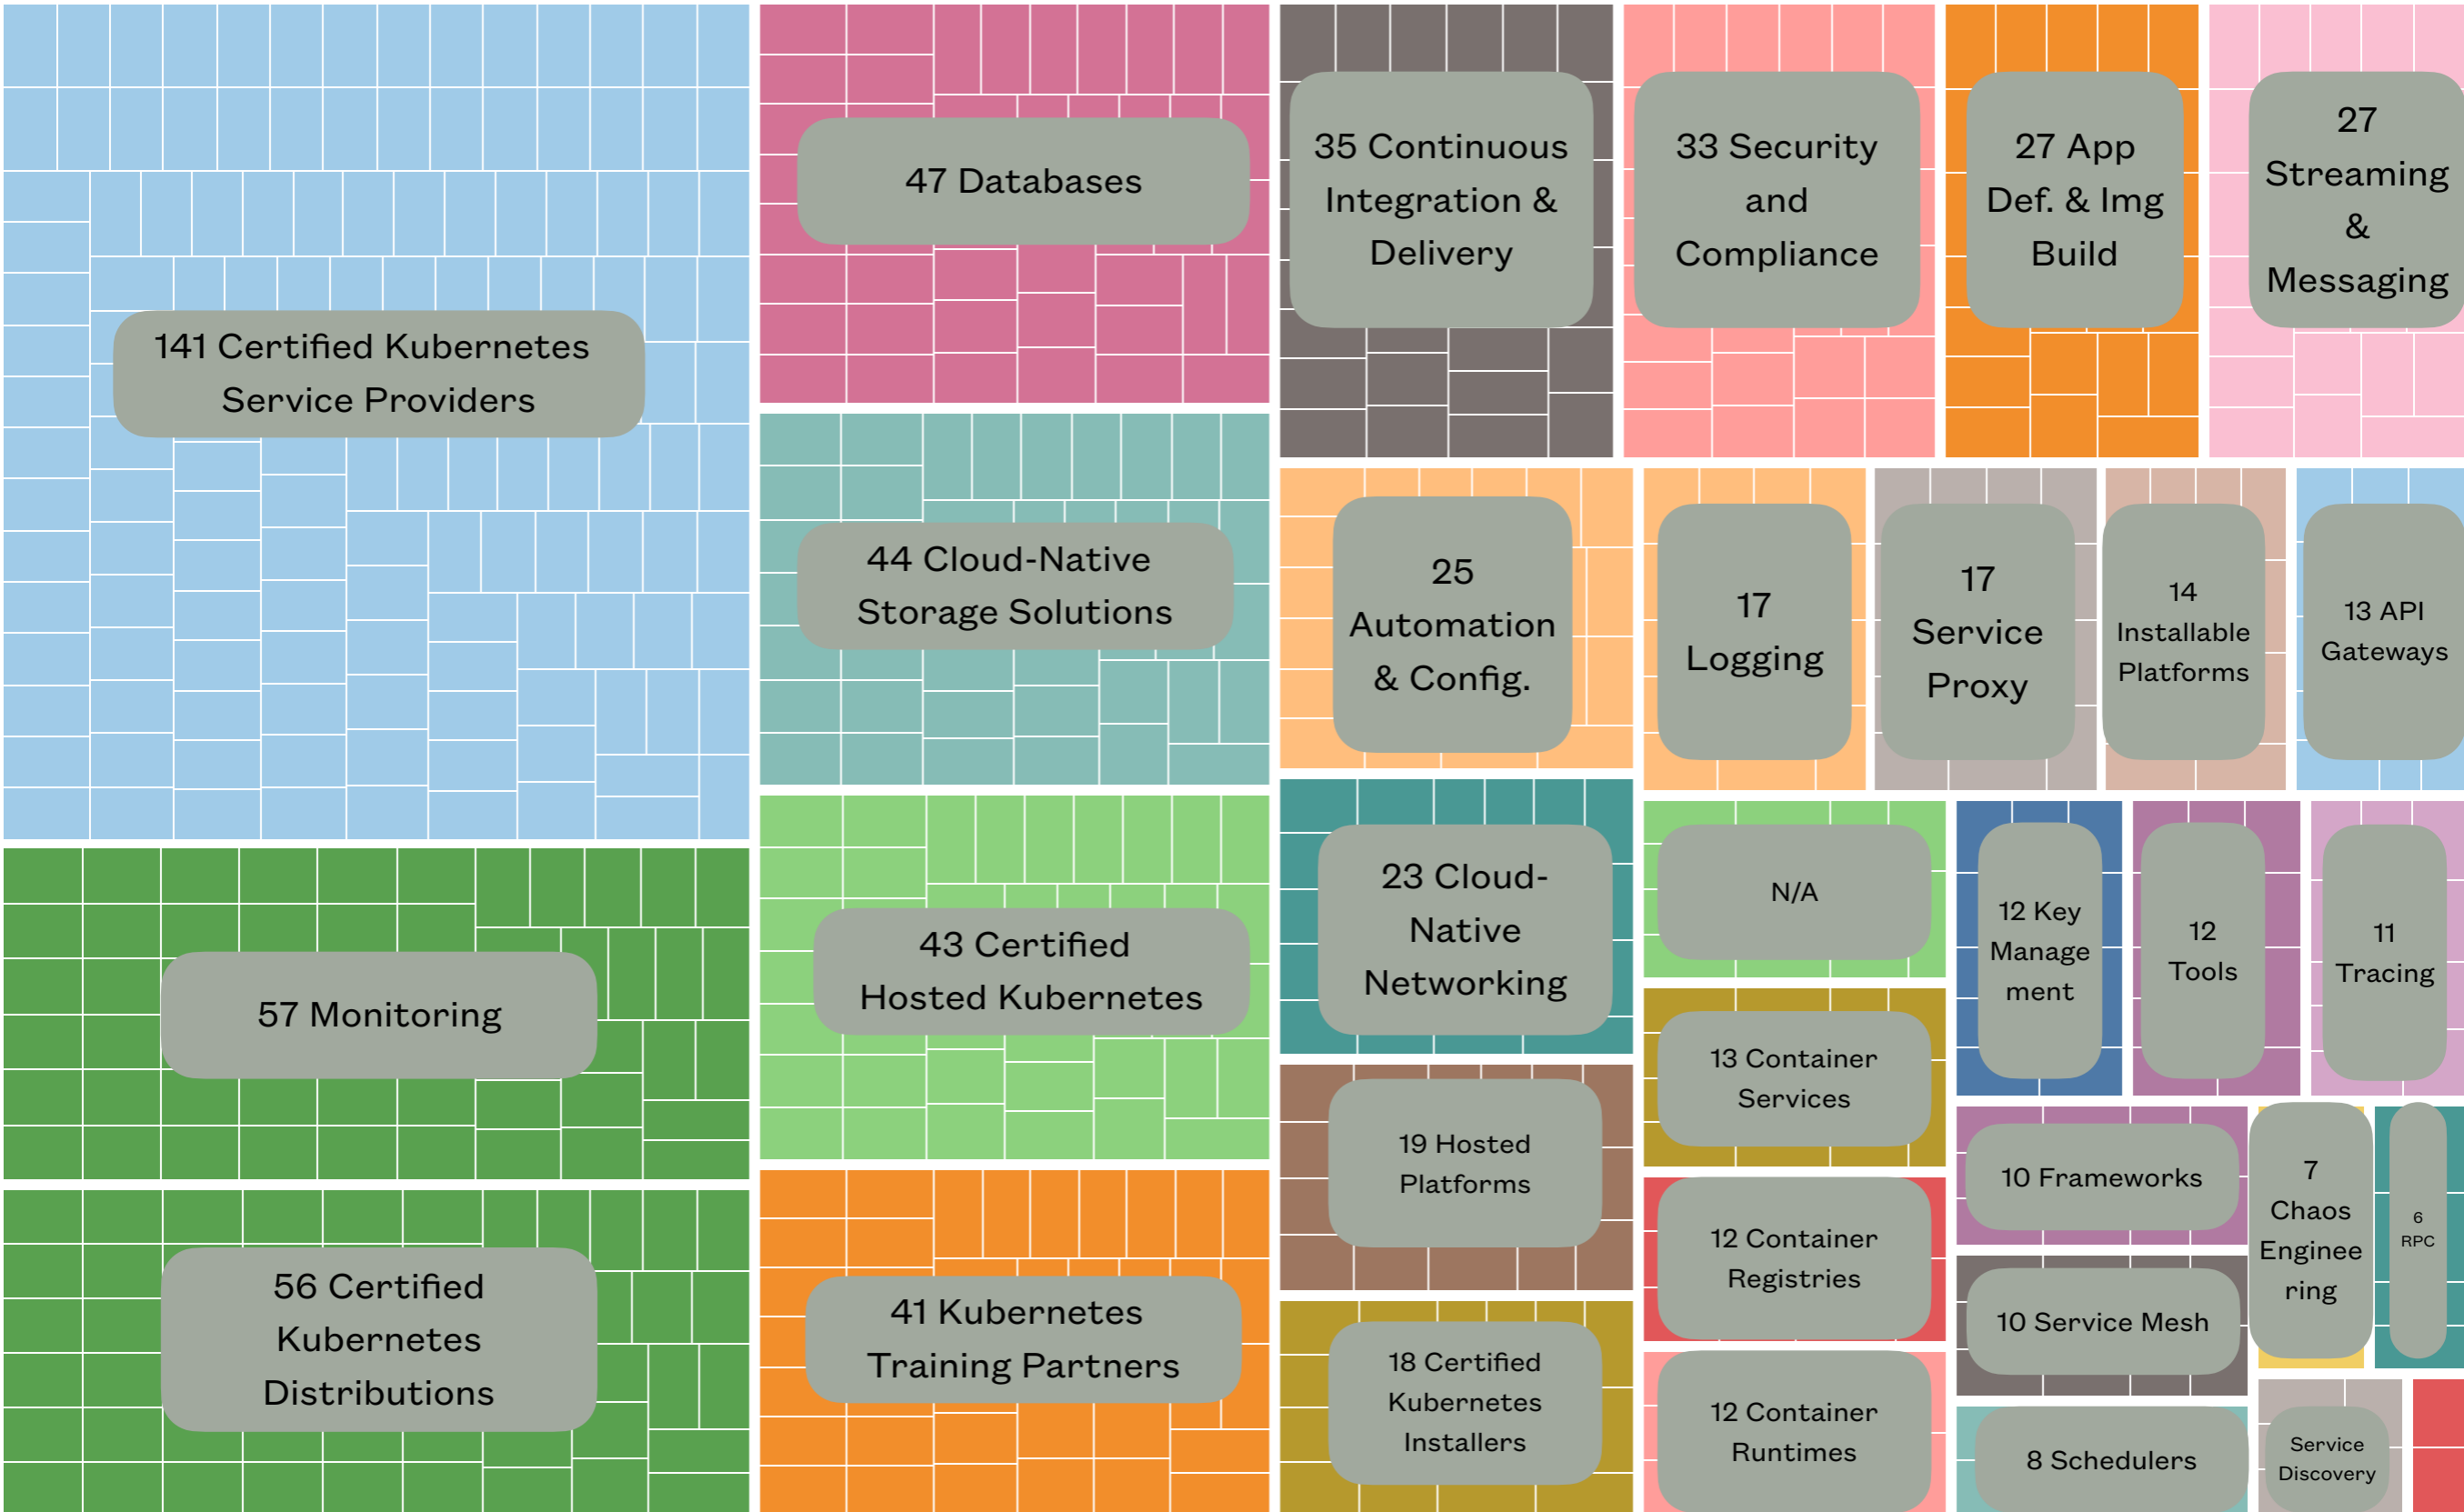 141 Certified Kubernetes
Service Providers
57 Monitoring
56 Certified
Kubernetes
Distributions
47 Databases
44 Cloud-Native
Storage Solutions
43 Certified
Hosted Kubernetes
41 Kubernetes
Training Partners
35 Continuous
Integration &
Delivery
33 Security
and
Compliance
27 App
Def. & Img
Build
27
Streaming
&
Messaging
25
Automation
& Config.
17
Logging
17
Service
Proxy
14
Installable
Platforms
13 API
Gateways
23 Cloud-
Native
Networking
19 Hosted
Platforms
18 Certified
Kubernetes
Installers
N/A
13 Container
Services
12 Container
Registries
12 Container
Runtimes
12 Key
Manage
ment
12
Tools
11
Tracing
10 Frameworks
10 Service Mesh
8 Schedulers
7
Chaos
Enginee
ring
6
RPC
Service
Discovery